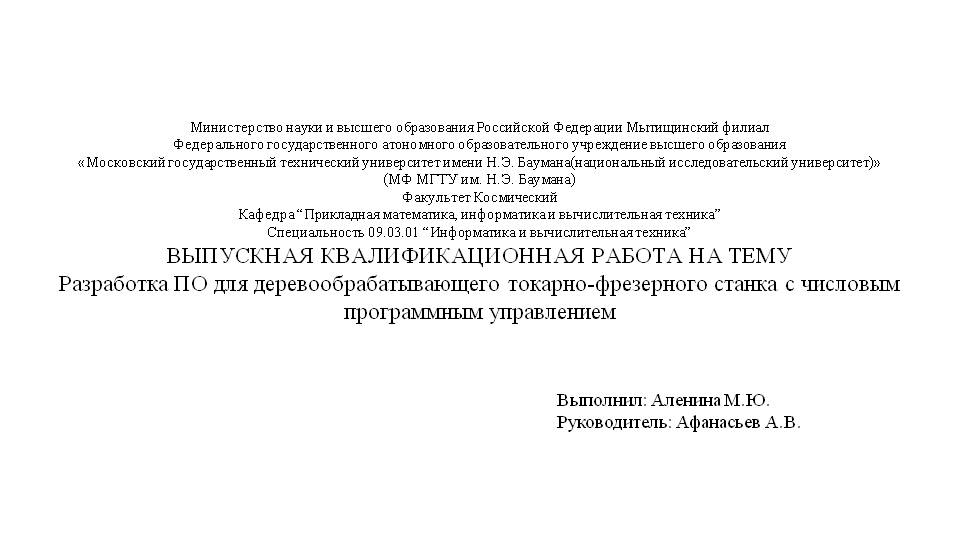 Министерство науки и высшего образования Российской Федерации Мытищинский филиал
Федерального государственного атономного образовательного учреждение высшего образования
«Московский государственный технический университет имени Н.Э. Баумана(национальный исследовательский университет)»
(МФ МГТУ им. Н.Э. Баумана)
Факультет Космический
Кафедра “Прикладная математика, информатика и вычислительная техника”
Специальность 09.03.01 “Информатика и вычислительная техника”
ВЫПУСКНАЯ КВАЛИФИКАЦИОННАЯ РАБОТА НА ТЕМУ
Разработка ПО для деревообрабатывающего токарно-фрезерного станка с числовым
программным управлением
Выполнил: Аленина М.Ю.
Руководитель: Афанасьев А.В.